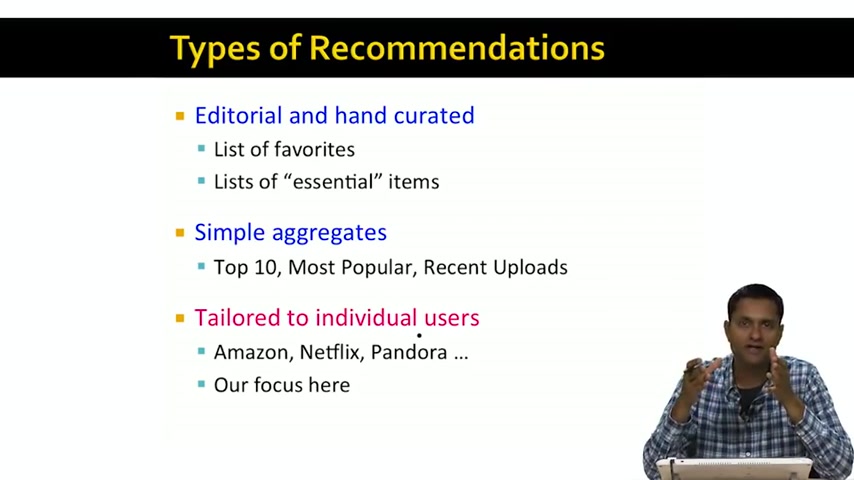 Types of Recommendations
Editorial and hand curated
List of favorites
Lists of “essential” items
Simple aggregates
Top 10, Most Popular, Recent Uploads
Tailored to individual users
Amazon, Netflix, Pandora ...
Our focus here